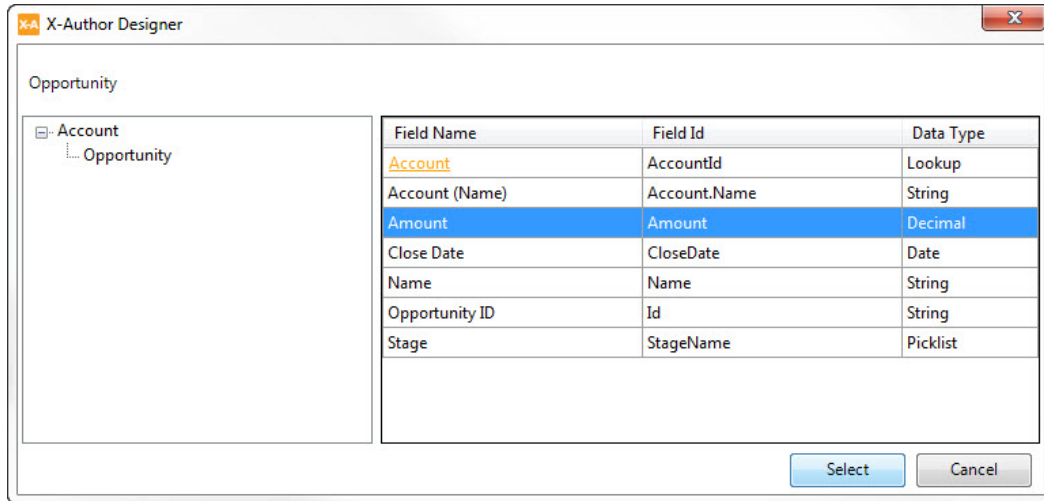 X-A X-Author Designer
Opportunity
Account
Opportunity
Field Name Field Id Data Type
Account AccountId Lookup
Account (Name) Account.Name String
Amount Amount Decimal
Close Date CloseDate Date
Name Name String
Opportunity ID Id String
Stage StageName Picklist
Select Cancel